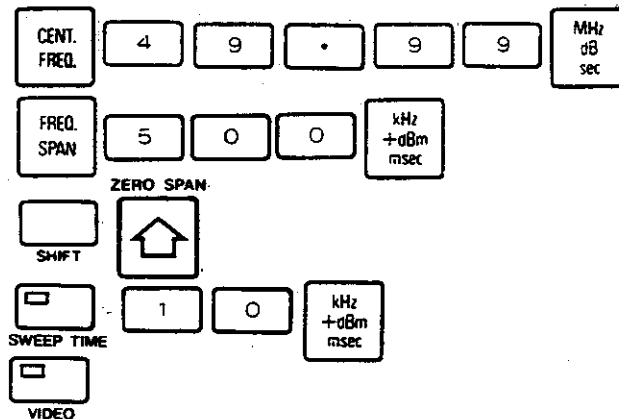 CENT. FREQ. 4 9 . 9 9 MHz dB sec
FREQ. SPAN 5 0 0 kHz +dBm msec
ZERO SPAN
SHIFT
1 0 kHz +dBm msec
SWEEP TIME
VIDEO